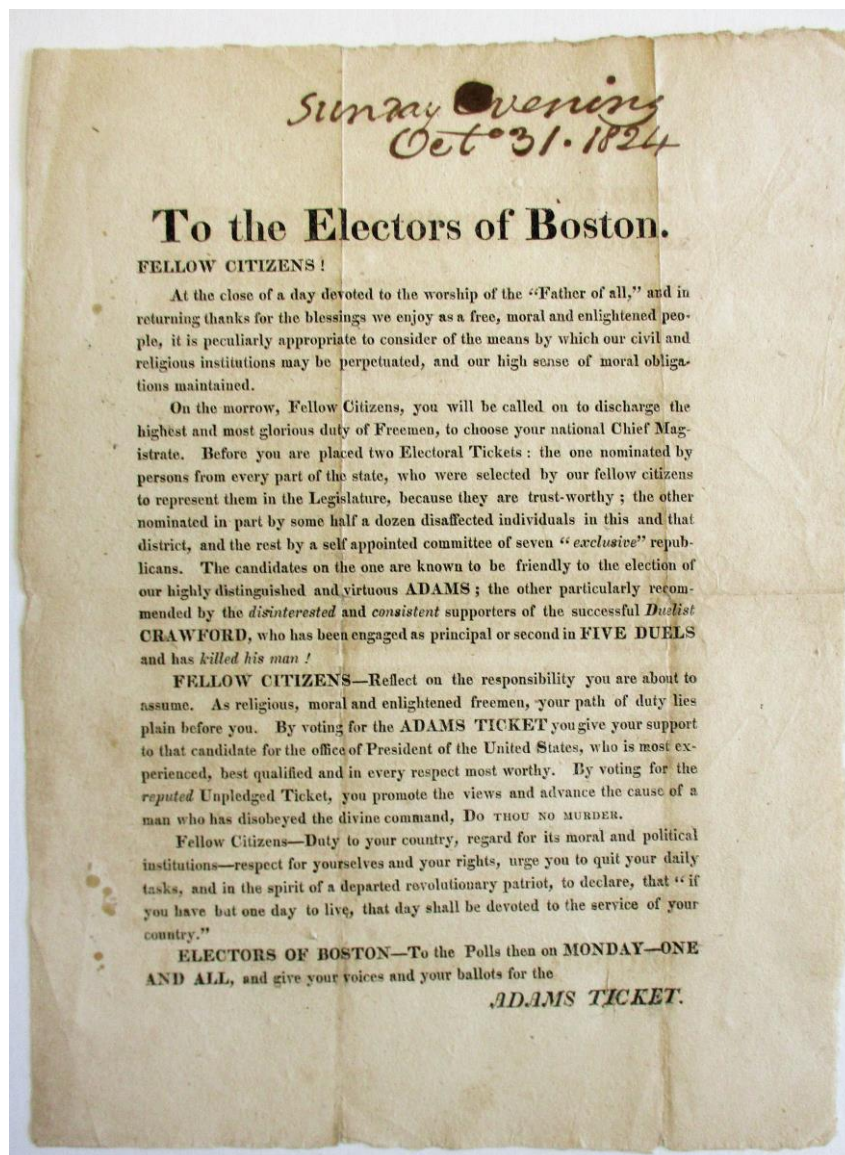 Sunday Evening
Oct° 31. 1824
To the Electors of Boston.
FELLOW CITIZENS !
At the close of a day devoted to the worship of the “Father of all,” and in
returning thanks for the blessings we enjoy as a free, moral and enlightened peo-
ple, it is peculiarly appropriate to consider of the means by which our civil and
religious institutions may be perpetuated, and our high sense of moral obliga-
tions maintained.
On the morrow, Fellow Citizens, you will be called on to discharge the
highest and most glorious duty of Freemen, to choose your national Chief Mag-
istrate. Before you are placed two Electoral Tickets : the one nominated by
persons from every part of the state, who were selected by our fellow citizens
to represent them in the Legislature, because they are trust-worthy ; the other
nominated in part by some half a dozen disaffected individuals in this and that
district, and the rest by a self appointed committee of seven “ exclusive” repub-
licans. The candidates on the one are known to be friendly to the election of
our highly distinguished and virtuous ADAMS ; the other particularly recom-
mended by the disinterested and consistent supporters of the successful Duelist
CRAWFORD, who has been engaged as principal or second in FIVE DUELS
and has killed his man !
FELLOW CITIZENS—Reflect on the responsibility you are about to
assume. As religious, moral and enlightened freemen, your path of duty lies
plain before you. By voting for the ADAMS TICKET you give your support
to that candidate for the office of President of the United States, who is most ex-
perienced, best qualified and in every respect most worthy. By voting for the
reputed Unpledged Ticket, you promote the views and advance the cause of a
man who has disobeyed the divine command, DO THOU NO MURDER.
Fellow Citizens—Duty to your country, regard for its moral and political
institutions—respect for yourselves and your rights, urge you to quit your daily
tasks, and in the spirit of a departed revolutionary patriot, to declare, that “ if
you have but one day to live, that day shall be devoted to the service of your
country.”
ELECTORS OF BOSTON—To the Polls then on MONDAY—ONE
AND ALL, and give your voices and your ballots for the
ADAMS TICKET.